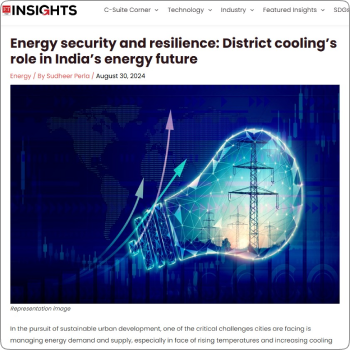 INSIGHTS
C-Suite Corner Technology Industry Featured Insights SDGs
Energy security and resilience: District cooling's
role in India's energy future
Energy / By Sudheer Perla / August 30, 2024
Representation image
In the pursuit of sustainable urban development, one of the critical challenges cities are facing is
managing energy demand and supply, especially in face of rising temperatures and increasing cooling